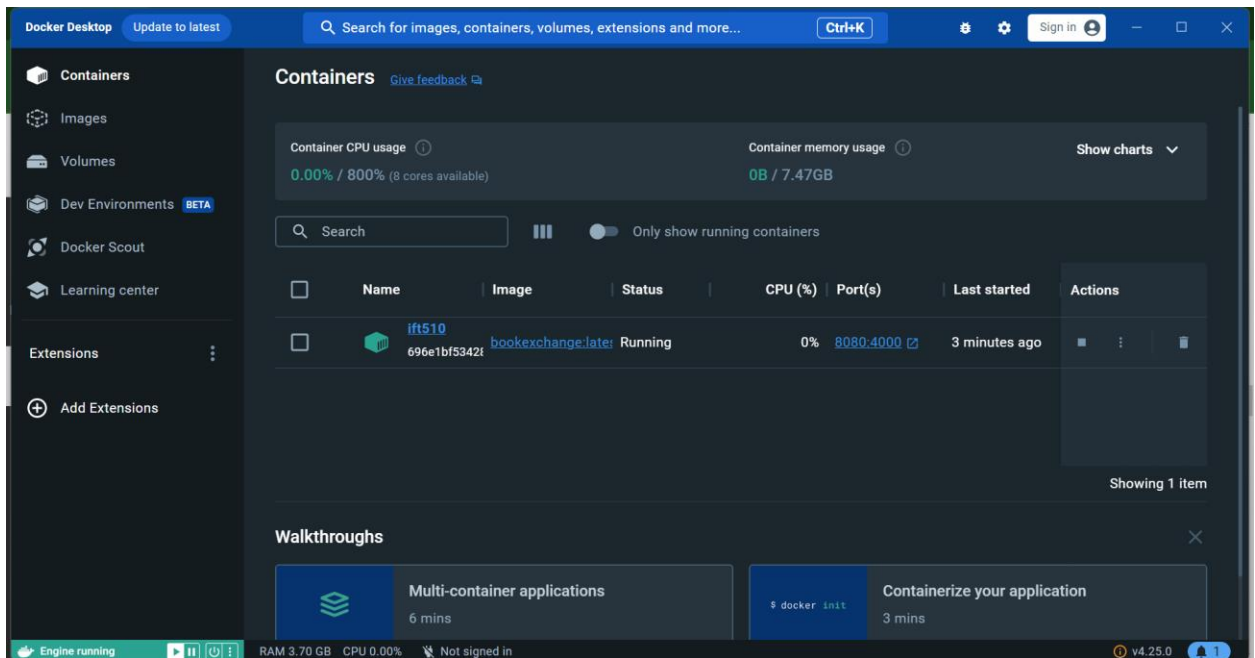 Docker Desktop Update to latest Search for images, containers, volumes, extensions and more... Ctrl+K Sign in
Containers
Images
Volumes
Dev Environments BETA
Docker Scout
Learning center
Extensions
Add Extensions
Containers Give feedback
Container CPU usage
0.00% / 800% (8 cores available)
Container memory usage
0B / 7.47GB
Show charts
Search
Only show running containers
Name Image Status CPU (%) Port(s) Last started Actions
ift510
696e1bf53428 bookexchange:late Running 0% 8080:4000 3 minutes ago
Showing 1 item
Walkthroughs
Multi-container applications
6 mins
$ docker init
Containerize your application
3 mins
Engine running RAM 3.70 GB CPU 0.00% Not signed in v4.25.0 1